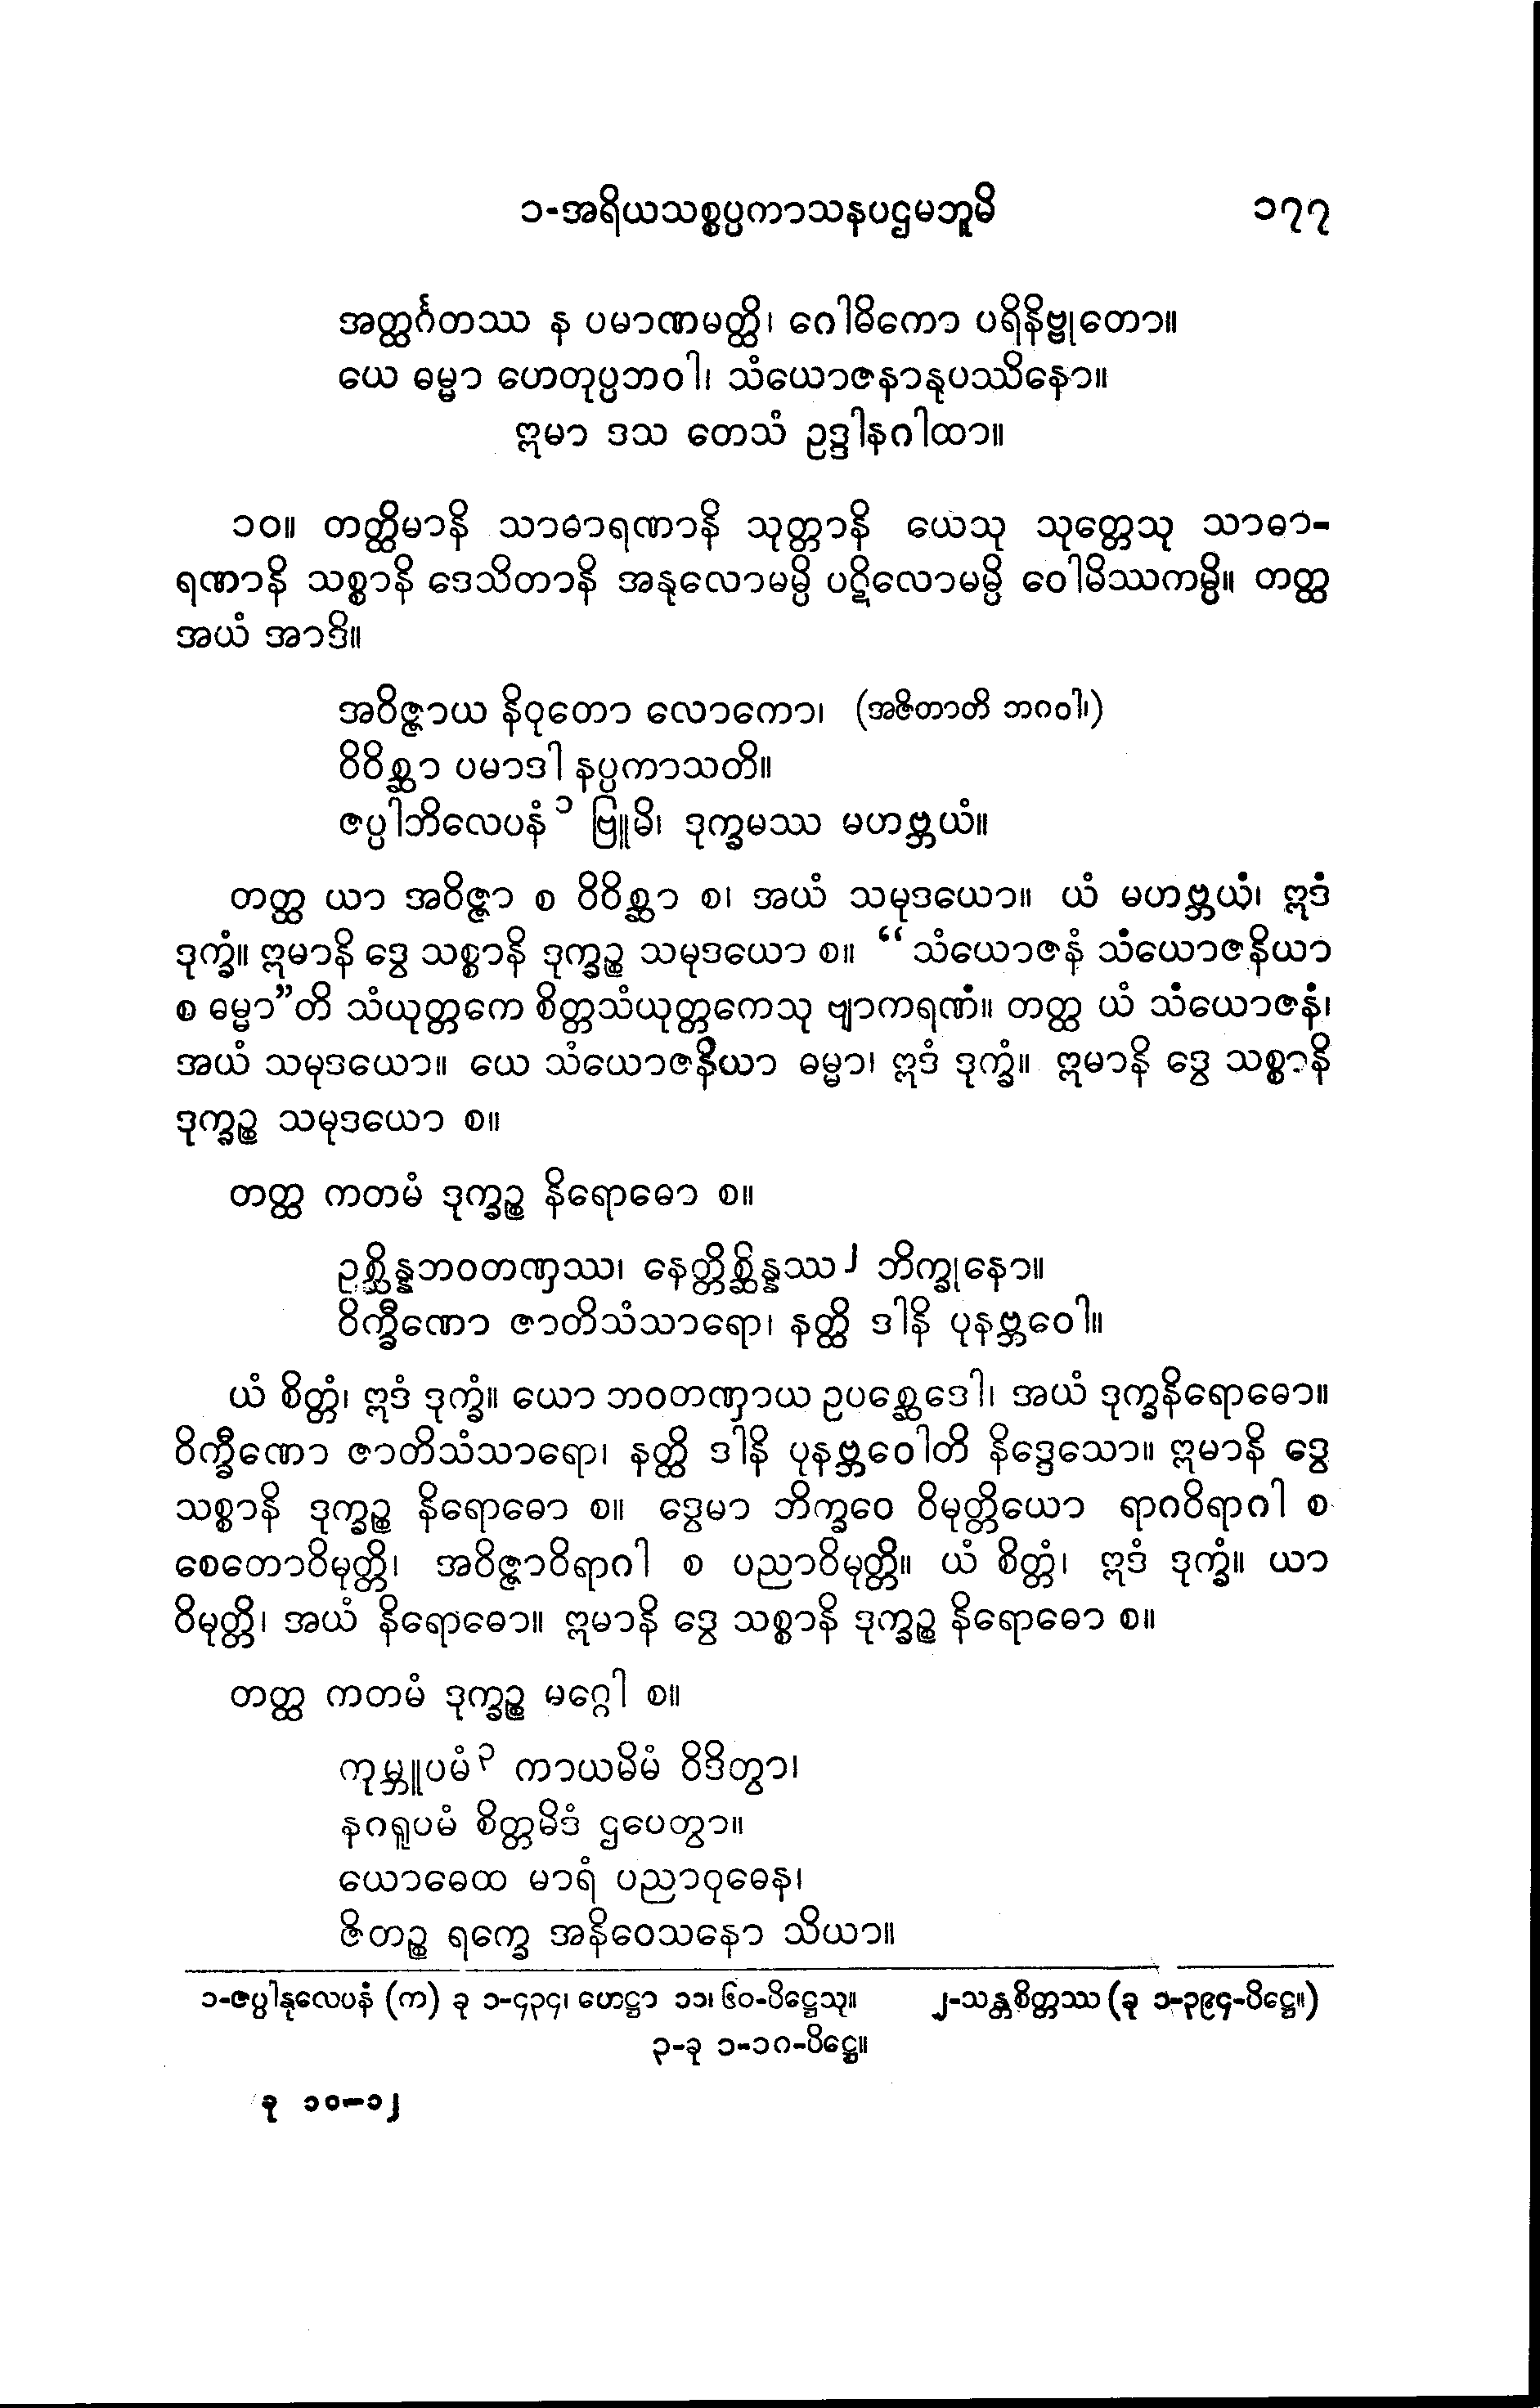 ၁-အရိယသစ္စပ္ပကာသနပဌမဘူမိ ၁၇၇
အတ္ထင်္ဂတဿ န ပမာဏမတ္ထိ၊ ဂေါဓိကော ပရိနိဗ္ဗုတော။
ယေ ဓမ္မာ ဟေတုပ္ပဘဝါ၊ သံယောဇနာနုပဿိနော။
ဣမာ ဒသ တေသံ ဥဒ္ဒါနဂါထာ။
၁၀။ တတ္ထိမာနိ သာဓာရဏာနိ သုတ္တာနိ ယေသု သုတ္တေသု သာဓာ-
ရဏာနိ သစ္စာနိ ဒေသိတာနိ အနုလောမမ္ပိ ပဋိလောမမ္ပိ ဝေါမိဿကမ္ပိ။ တတ္ထ
အယံ အာဒိ။
အဝိဇ္ဇာယ နိဝုတော လောကော၊ (အဇိတာတိ ဘဂဝါ၊)
ဝိဝိစ္ဆာ ပမာဒါ နပ္ပကာသတိ။
ဇပ္ပါဘိလေပနံ ၁ ဗြူမိ၊ ဒုက္ခမဿ မဟဗ္ဘယံ။
တတ္ထ ယာ အဝိဇ္ဇာ စ ဝိဝိစ္ဆာ စ၊ အယံ သမုဒယော။ ယံ မဟဗ္ဘယံ၊ ဣဒံ
ဒုက္ခံ။ ဣမာနိ ဒွေ သစ္စာနိ ဒုက္ခဉ္စ သမုဒယော စ။ “သံယောဇနံ သံယောဇနိယာ
စ ဓမ္မာ”တိ သံယုတ္တကေ စိတ္တသံယုတ္တကေသု ဗျာကရဏံ။ တတ္ထ ယံ သံယောဇနံ၊
အယံ သမုဒယော။ ယေ သံယောဇနိယာ ဓမ္မာ၊ ဣဒံ ဒုက္ခံ။ ဣမာနိ ဒွေ သစ္စာနိ
ဒုက္ခဉ္စ သမုဒယော စ။
တတ္ထ ကတမံ ဒုက္ခဉ္စ နိရောဓော စ။
ဥစ္ဆိန္နဘဝတဏှဿ၊ နေတ္တိစ္ဆိန္နဿ ၂ ဘိက္ခုနော။
ဝိက္ခီဏော ဇာတိသံသာရော၊ နတ္ထိ ဒါနိ ပုနဗ္ဘဝေါ။
ယံ စိတ္တံ၊ ဣဒံ ဒုက္ခံ။ ယော ဘဝတဏှာယ ဥပစ္ဆေဒေါ၊ အယံ ဒုက္ခနိရောဓော။
ဝိက္ခီဏော ဇာတိသံသာရော၊ နတ္ထိ ဒါနိ ပုနဗ္ဘဝေါတိ နိဒ္ဒေသော။ ဣမာနိ ဒွေ
သစ္စာနိ ဒုက္ခဉ္စ နိရောဓော စ။ ဒွေမာ ဘိက္ခဝေ ဝိမုတ္တိယော ရာဂဝိရာဂါ စ
စေတောဝိမုတ္တိ၊ အဝိဇ္ဇာဝိရာဂါ စ ပညာဝိမုတ္တိ။ ယံ စိတ္တံ၊ ဣဒံ ဒုက္ခံ။ ယာ
ဝိမုတ္တိ၊ အယံ နိရောဓော။ ဣမာနိ ဒွေ သစ္စာနိ ဒုက္ခဉ္စ နိရောဓော စ။
တတ္ထ ကတမံ ဒုက္ခဉ္စ မဂ္ဂေါ စ။
ကုမ္ဘူပမံ ၃ ကာယမိမံ ဝိဒိတွာ၊
နဂရူပမံ စိတ္တမိဒံ ဌပေတွာ။
ယောဓေထ မာရံ ပညာဝုဓေန၊
ဇိတဉ္စ ရက္ခေ အနိဝေသနော သိယာ။
၁-ဇပ္ပါနုလေပနံ (က) ခု ၁-၄၃၄၊ ဟေဋ္ဌာ ၁၁၊ ၆၀-ပိဋ္ဌေသု။ ၂-သန္တစိတ္တဿ (ခု ၁-၃၉၄-ပိဋ္ဌေ။)
၃-ခု ၁-၁၈-ပိဋ္ဌေ။
ခု ၁၀-၁၂